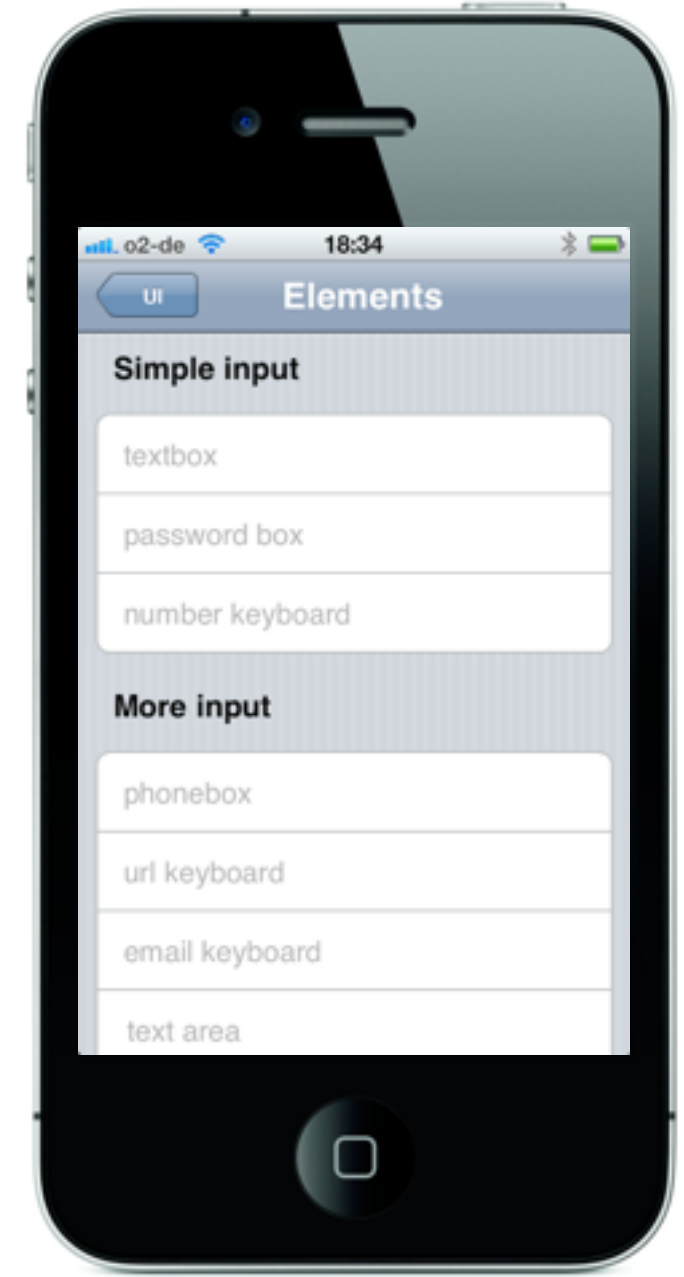 o2-de 18:34
UI Elements
Simple input
textbox
password box
number keyboard
More input
phonebox
url keyboard
email keyboard
text area